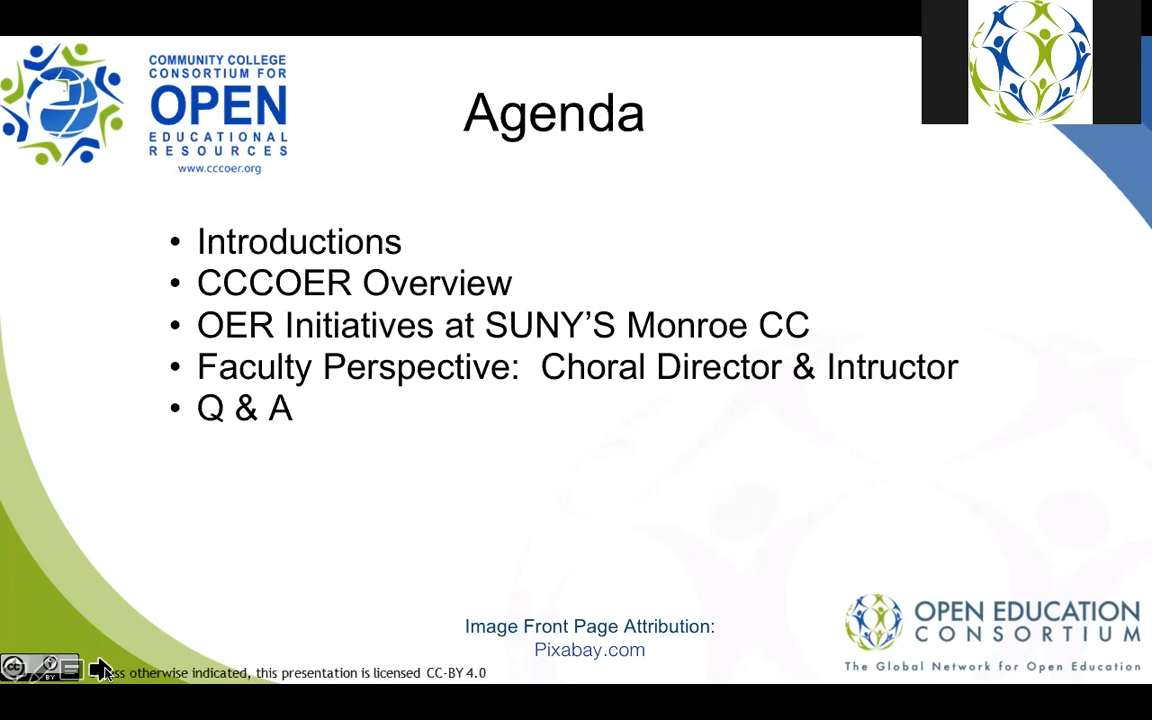 COMMUNITY COLLEGE
CONSORTIUM FOR
OPEN
EDUCATIONAL
RESOURCES
www.cccoer.org
Agenda
• Introductions
• CCCOER Overview
• OER Initiatives at SUNY’S Monroe CC
• Faculty Perspective:  Choral Director & Intructor
• Q & A
Image Front Page Attribution:
Pixabay.com
OPEN EDUCATION
CONSORTIUM
The Global Network for Open Education
cc
BY
otherwise indicated, this presentation is licensed CC-BY 4.0